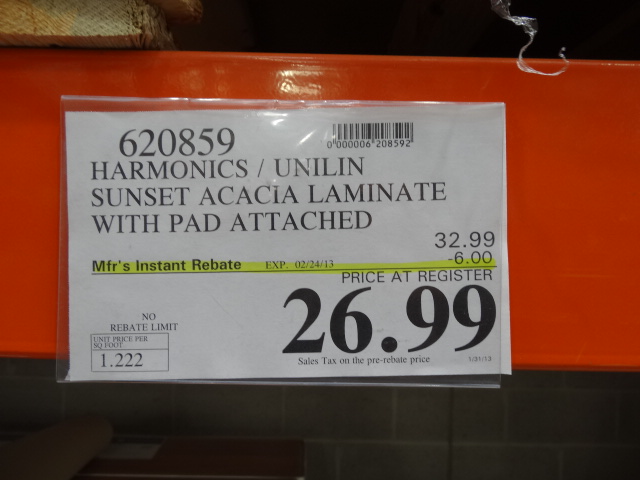 620859
0"000006"208592"
HARMONICS / UNILIN
SUNSET ACACiA LAMINATE
WITH PAD ATTACHED
32.99
Mfr's Instant Rebate EXP. 02/24/13 -6.00
PRICE AT REGISTER
26.99
NO
REBATE LIMIT
UNIT PRICE PER
SQ FOOT
1.222
Sales Tax on the pre-rebate price 1/31/13